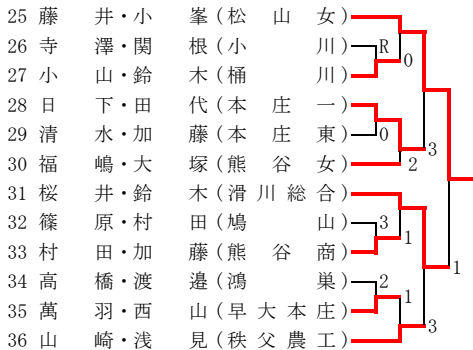 25 藤 井・小 峯(松 山 女)
26 寺 澤・関 根(小 川) R 0
27 小 山・鈴 木(桶 川)
28 日 下・田 代(本 庄 一)
29 清 水・加 藤(本 庄 東) 0 3
30 福 嶋・大 塚(熊 谷 女) 2
31 桜 井・鈴 木(滑 川 総 合)
32 篠 原・村 田(鳩 山) 3
33 村 田・加 藤(熊 谷 商) 1
34 高 橋・渡 邉(鴻 巣) 2 1
35 萬 羽・西 山(早 大 本 庄) 1
36 山 崎・浅 見(秩 父 農 工) 3